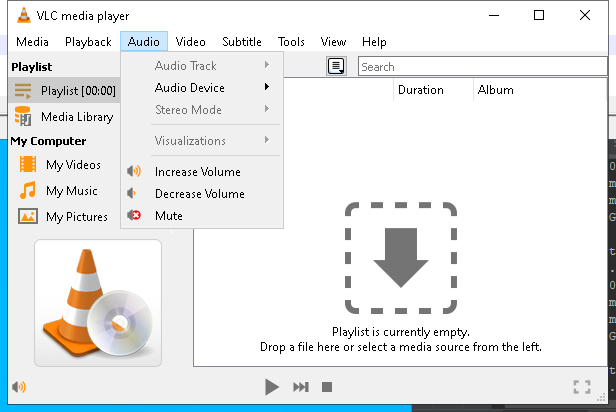 VLC media player
Media Playback Audio Video Subtitle Tools View Help
Playlist
Playlist [00:00]
Media Library
My Computer
My Videos
My Music
My Pictures
Audio Track
Audio Device
Stereo Mode
Visualizations
Increase Volume
Decrease Volume
Mute
Search
Duration Album
Playlist is currently empty.
Drop a file here or select a media source from the left.